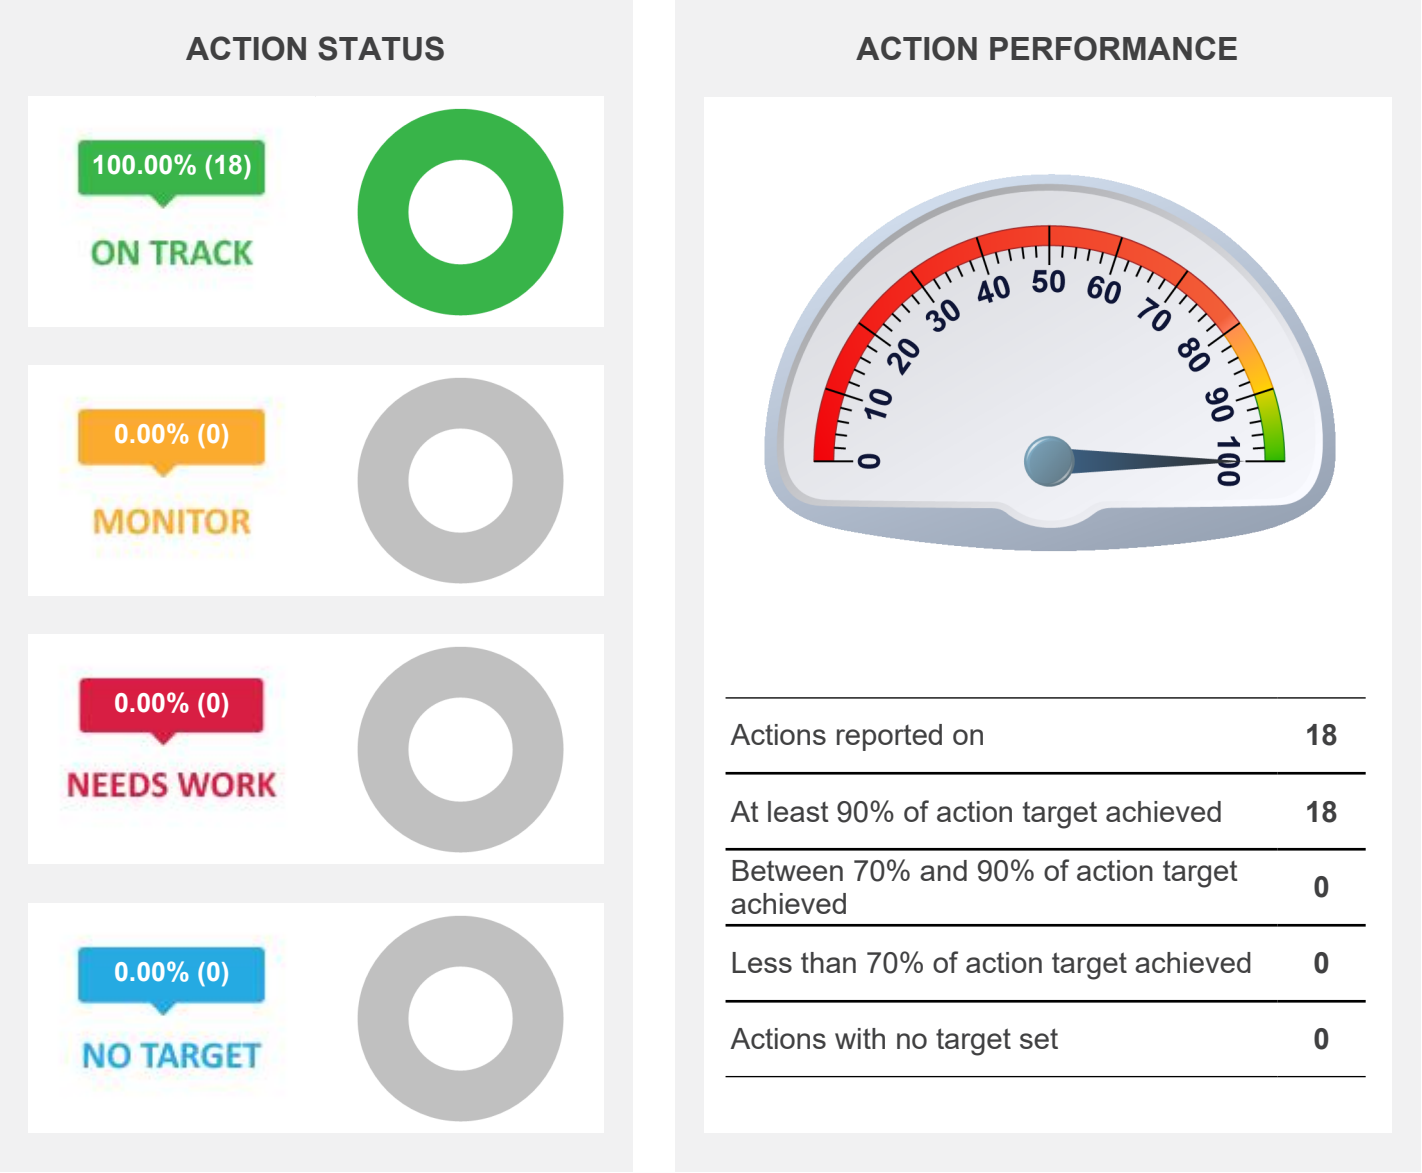 ACTION STATUS
100.00% (18)
ON TRACK
0.00% (0)
MONITOR
0.00% (0)
NEEDS WORK
0.00% (0)
NO TARGET
ACTION PERFORMANCE
0
10
20
30
40
50
60
70
80
90
100
Actions reported on 18
At least 90% of action target achieved 18
Between 70% and 90% of action target
achieved 0
Less than 70% of action target achieved 0
Actions with no target set 0